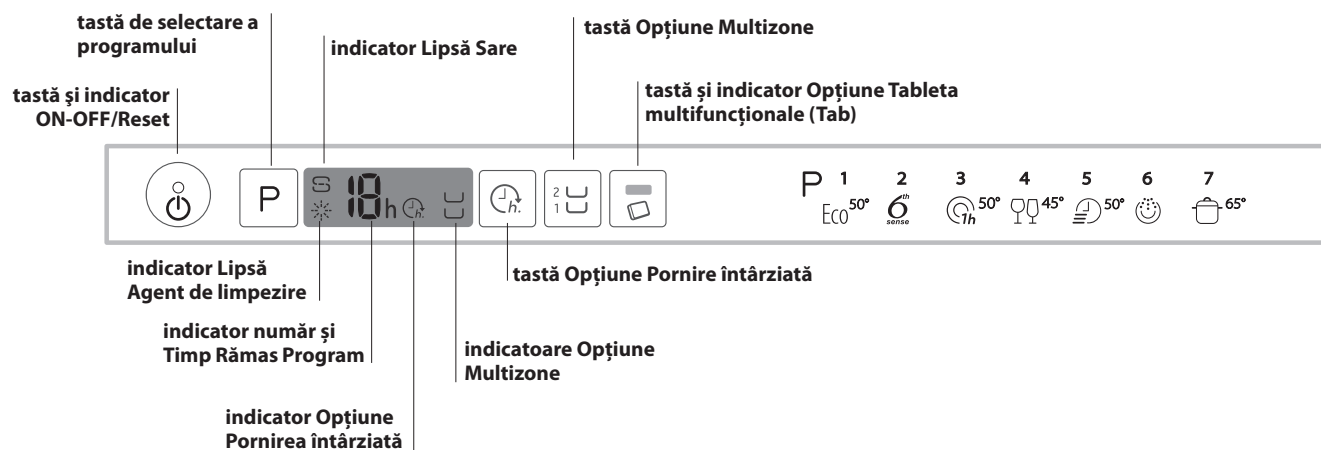 tastă de selectare a
programului
indicator Lipsă Sare
tastă Opțiune Multizone
tastă şi indicator
ON-OFF/Reset
tastă și indicator Opțiune Tableta
multifuncționale (Tab)
P
18h
h.
h.
2
1
P 1 2 3 4 5 6 7
Eco 50° 6th sense 1h 50° 45° 50° 65°
indicator Lipsă
Agent de limpezire
tastă Opțiune Pornire întârziată
indicator număr și
Timp Rămas Program
indicatoare Opțiune
Multizone
indicator Opțiune
Pornirea întârziată